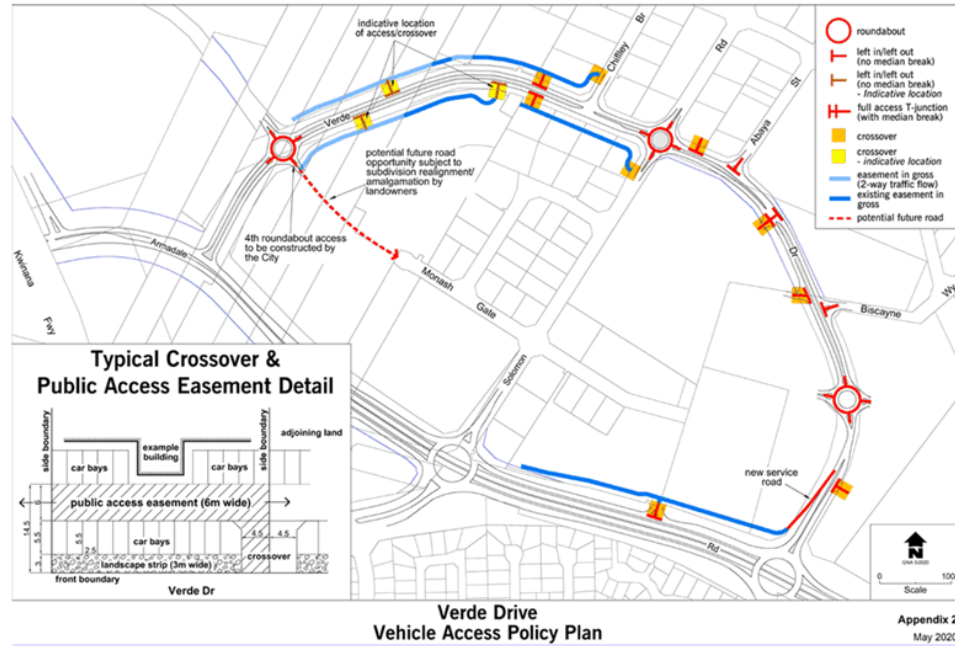 indicative location
of access/crossover
Chifley
Br
Rd
Abaya
St
roundabout
left in/left out
(no median break)
left in/left out
(no median break)
- Indicative location
full access T-junction
(with median break)
crossover
crossover
- indicative location
easement in gross
(2-way traffic flow)
existing easement in
gross
potential future road
Verde
potential future road
opportunity subject to
subdivision realignment/
amalgamation by
landowners
4th roundabout access
to be constructed by
the City
Armadale
Kwinana
Fwy
Monash
Gate
Solomon
Dr
Biscayne
Wy
new service
road
Rd
Typical Crossover &
Public Access Easement Detail
side boundary
example
building
side boundary
adjoining land
car bays
car bays
public access easement (6m wide)
6
14.5
5.5
3
5.5
2.5
car bays
4.5
4.5
crossover
landscape strip (3m wide)
front boundary
Verde Dr
N
GNA 5/2020
0
100
Scale
Verde Drive
Vehicle Access Policy Plan
Appendix 2
May 2020